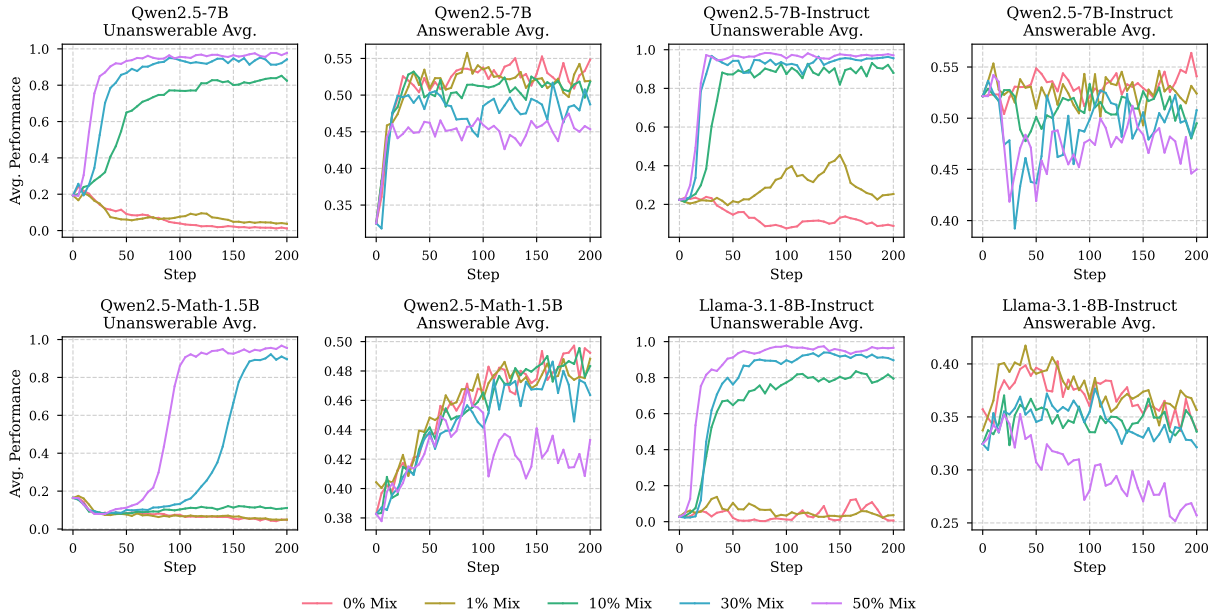 Qwen2.5-7B
Unanswerable Avg.
Qwen2.5-7B
Answerable Avg.
Qwen2.5-7B-Instruct
Unanswerable Avg.
Qwen2.5-7B-Instruct
Answerable Avg.
Avg. Performance
1.0
0.8
0.6
0.4
0.2
0.0
0 50 100 150 200
Step
0.55
0.50
0.45
0.40
0.35
0 50 100 150 200
Step
1.0
0.8
0.6
0.4
0.2
0 50 100 150 200
Step
0.55
0.50
0.45
0.40
0 50 100 150 200
Step
Qwen2.5-Math-1.5B
Unanswerable Avg.
Qwen2.5-Math-1.5B
Answerable Avg.
Llama-3.1-8B-Instruct
Unanswerable Avg.
Llama-3.1-8B-Instruct
Answerable Avg.
Avg. Performance
1.0
0.8
0.6
0.4
0.2
0.0
0 50 100 150 200
Step
0.50
0.48
0.46
0.44
0.42
0.40
0.38
0 50 100 150 200
Step
1.0
0.8
0.6
0.4
0.2
0.0
0 50 100 150 200
Step
0.40
0.35
0.30
0.25
0 50 100 150 200
Step
0% Mix 1% Mix 10% Mix 30% Mix 50% Mix